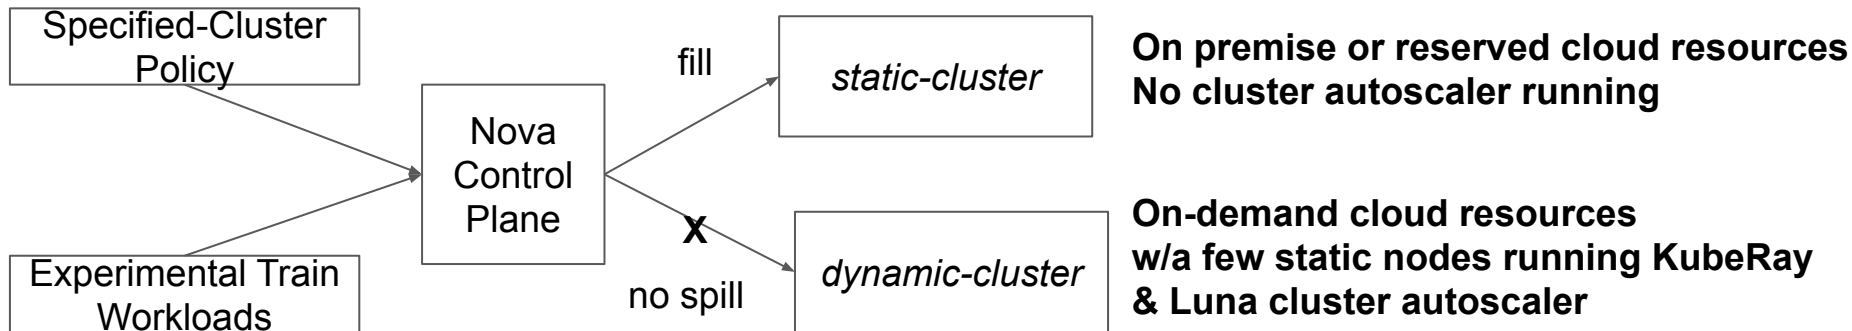 Specified-Cluster
Policy
Experimental Train
Workloads
Nova
Control
Plane
fill
X
no spill
static-cluster
dynamic-cluster
On premise or reserved cloud resources
No cluster autoscaler running
On-demand cloud resources
w/a few static nodes running KubeRay
& Luna cluster autoscaler